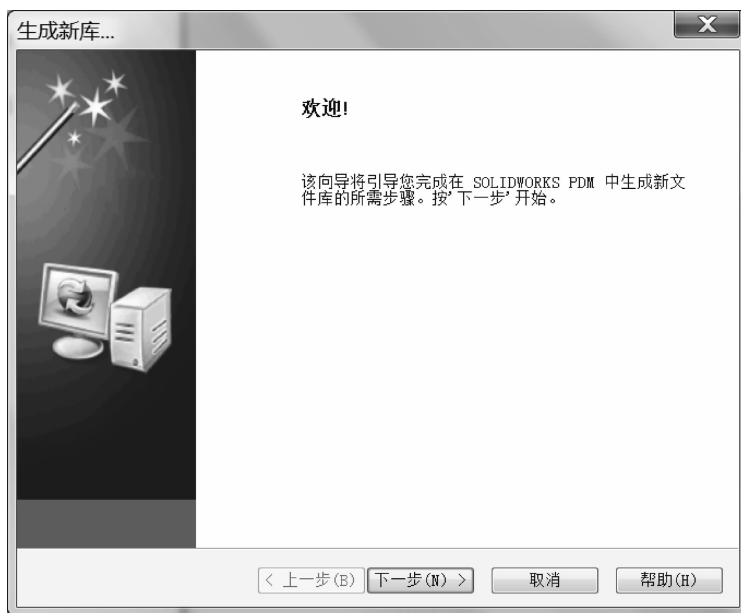 生成新库...
欢迎!
该向导将引导您完成在 SOLIDWORKS PDM 中生成新文
件库的所需步骤。按'下一步'开始。
< 上一步(B) 下一步(N) > 取消 帮助(H)